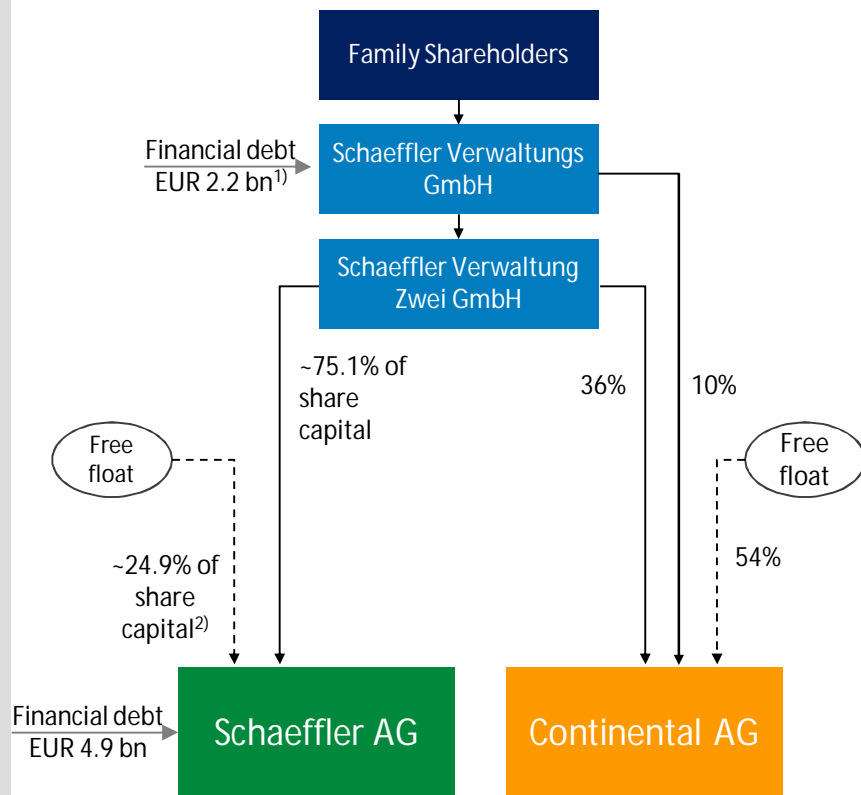 Family Shareholders
Financial debt
EUR 2.2 bn1)
Schaeffler Verwaltungs
GmbH
Schaeffler Verwaltung
Zwei GmbH
~75.1% of
share
capital
36%
10%
Free
float
Free
float
~24.9% of
share
capital2)
54%
Financial debt
EUR 4.9 bn
Schaeffler AG
Continental AG